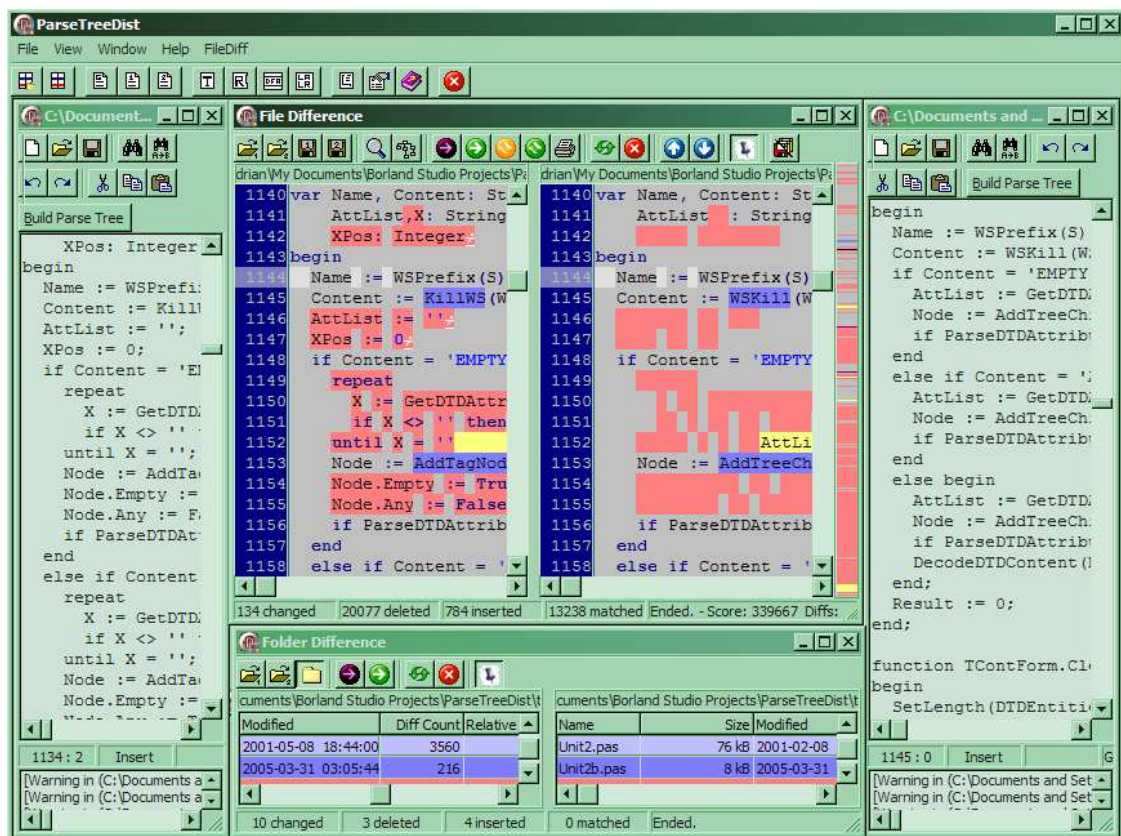 ParseTreeDist
File View Window Help FileDiff
C:\Document...
Build Parse Tree
XPos: Integer
begin
Name := WSPrefi
Content := Kill
AttList := '';
XPos := 0;
if Content = 'E
repeat
X := GetDTD
if X <> ''
until X = '';
Node := AddTa
Node.Empty :=
Node.Any := F
if ParseDTDAt
end
else if Content
repeat
X := GetDTD
if X <> ''
until X = '';
Node := AddTa
Node.Empty :=
1134 : 2 Insert
[Warning in (C:\Documents a
[Warning in (C:\Documents a
File Difference
drian\My Documents\Borland Studio Projects\Pa
1140 var Name, Content: St
1141 AttList,X: String
1142 XPos: Integer;
1143 begin
1144 Name := WSPrefix(S)
1145 Content := KillWS(W
1146 AttList := '';
1147 XPos := 0;
1148 if Content = 'EMPTY
1149 repeat
1150 X := GetDTDAttr
1151 if X <> '' then
1152 until X = ''
1153 Node := AddTagNod
1154 Node.Empty := Tru
1155 Node.Any := False
1156 if ParseDTDAttrib
1157 end
1158 else if Content = '
drian\My Documents\Borland Studio Projects\Pa
1140 var Name, Content: St
1141 AttList : String
1142
1143 begin
1144 Name := WSPrefix(S)
1145 Content := WSKill(W
1146
1147
1148 if Content = 'EMPTY
1149
1150
1151
1152 AttLi
1153 Node := AddTreeCh
1154
1155
1156 if ParseDTDAttrib
1157 end
1158 else if Content = '
134 changed 20077 deleted 784 inserted 13238 matched Ended. - Score: 339667 Diffs:
Folder Difference
cuments\Borland Studio Projects\ParseTreeDist\t
Modified Diff Count Relative
2001-05-08 18:44:00 3560
2005-03-31 03:05:44 216
cuments\Borland Studio Projects\ParseTreeDist\t
Name Size Modified
Unit2.pas 76 kB 2001-02-08
Unit2b.pas 8 kB 2005-03-31
10 changed 3 deleted 4 inserted 0 matched Ended.
C:\Documents and ...
Build Parse Tree
begin
Name := WSPrefix(S)
Content := WSKill(W
if Content = 'EMPTY
AttList := GetDTD
Node := AddTreeCh
if ParseDTDAttrib
end
else if Content = '
AttList := GetDTD
Node := AddTreeCh
if ParseDTDAttrib
end
else begin
AttList := GetDTD
Node := AddTreeCh
if ParseDTDAttrib
DecodeDTDContent(
end;
Result := 0;
end;
function TContForm.Cl
begin
SetLength(DTDEntiti
1145 : 0 Insert G
[Warning in (C:\Documents and Set
[Warning in (C:\Documents and Set